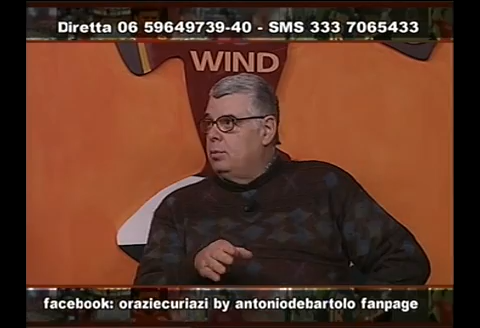 Diretta 06 59649739-40 - SMS 333 7065433
WIND
facebook: oraziecuriazi by antoniodebartolo fanpage